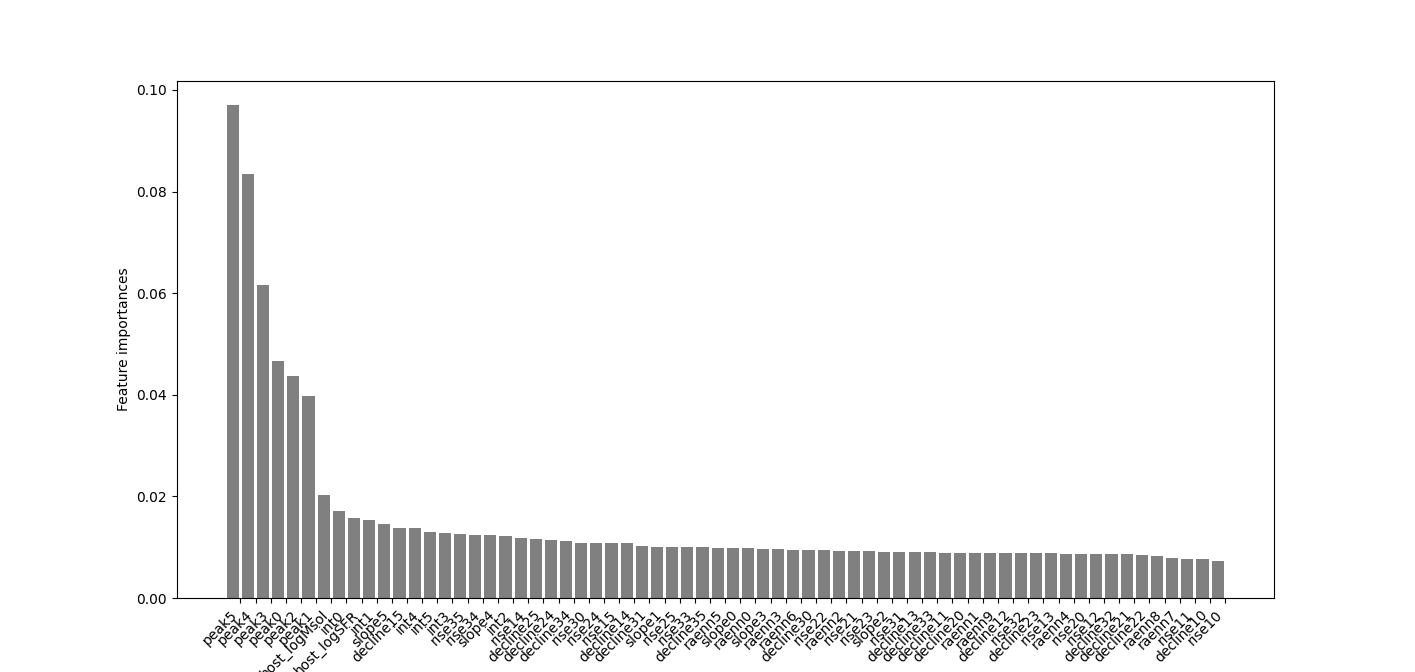 0.10
0.08
0.06
0.04
0.02
0.00
Feature importances
peak5
peak4
peak3
peak0
peak2
peak1
host_logMsol
int0
host_logSFR
int1
slope5
decline15
int4
int5
int3
rise35
rise34
slope4
int2
rise14
decline25
decline24
decline34
rise30
rise24
rise15
decline14
decline31
slope1
rise25
rise33
decline35
raenn5
slope0
raenn0
slope3
raenn3
raenn6
decline30
rise22
raenn2
rise21
rise23
slope2
rise31
decline13
decline33
decline11
decline20
raenn1
raenn9
decline12
rise32
decline23
rise13
raenn4
rise20
rise12
decline32
decline21
decline22
raenn8
raenn7
rise11
decline10
rise10